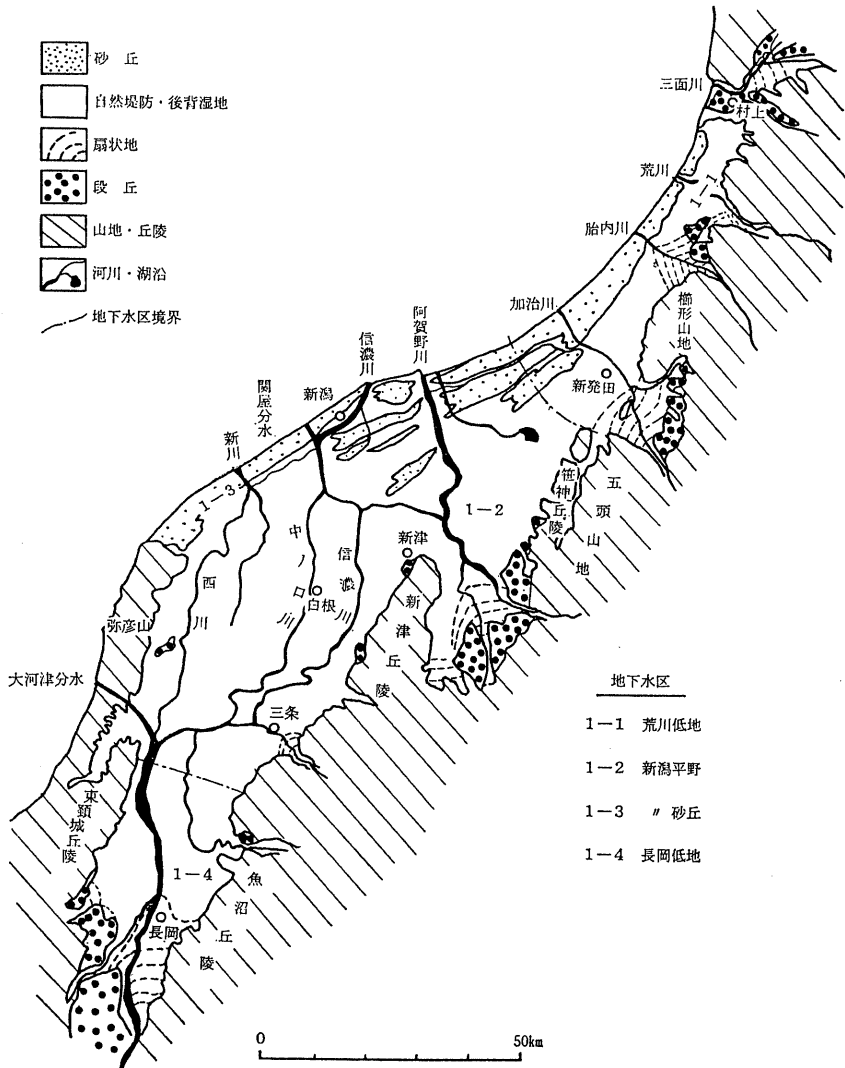 砂丘
自然堤防・後背湿地
扇状地
段丘
山地・丘陵
河川・湖沼
地下水区境界
三面川
村上
荒川
1-1
胎内川
櫛形山地
加治川
阿賀野川
信濃川
新潟
関屋分水
新川
新発田
1-3
1-2
笹神丘陵
五頭山地
新津
中ノ口川
信濃川
西川
白根
新津丘陵
弥彦山
大河津分水
三条
東頚城丘陵
1-4
魚沼丘陵
長岡
地下水区
1-1 荒川低地
1-2 新潟平野
1-3 〃 砂丘
1-4 長岡低地
0 50km